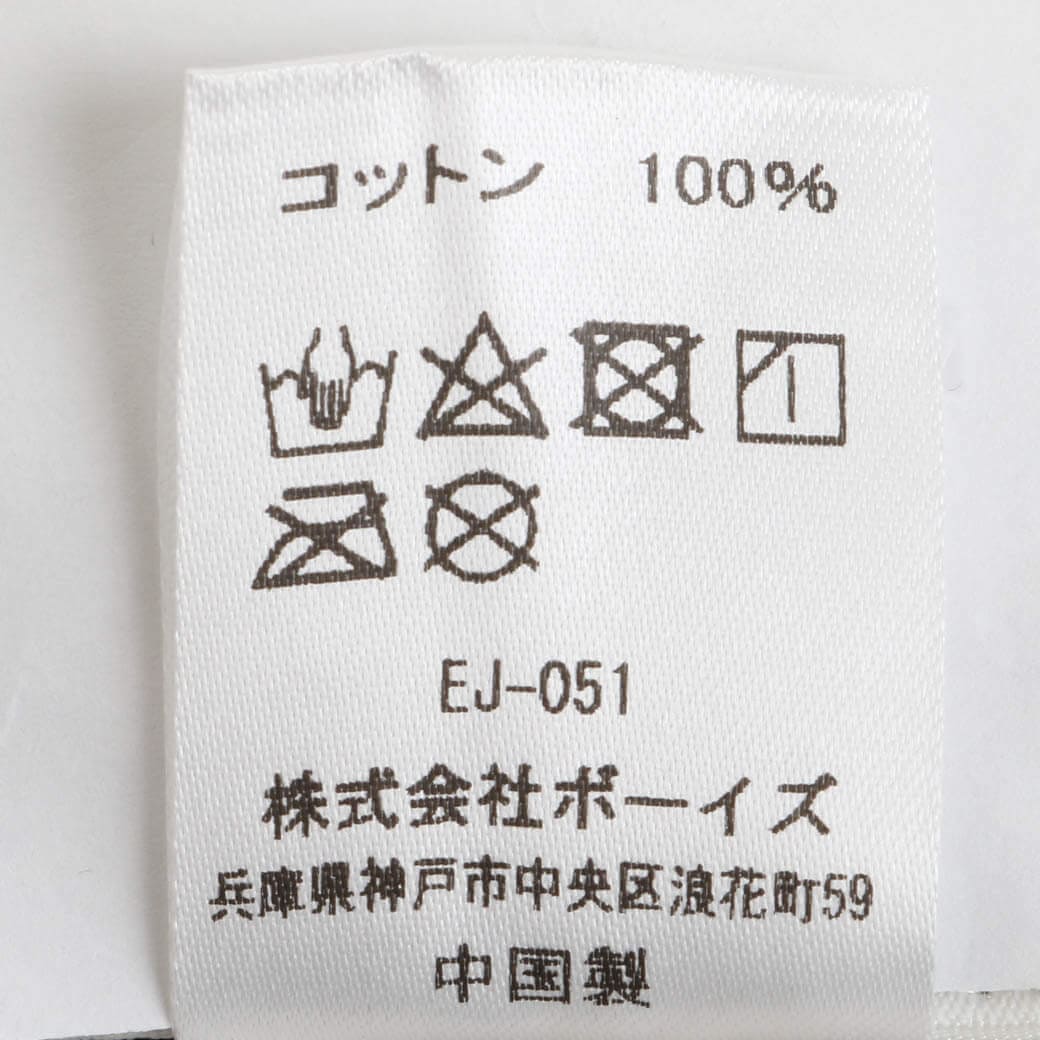 コットン 100%
EJ-051
株式会社ボーイズ
兵庫県神戸市中央区浪花町59
中国製